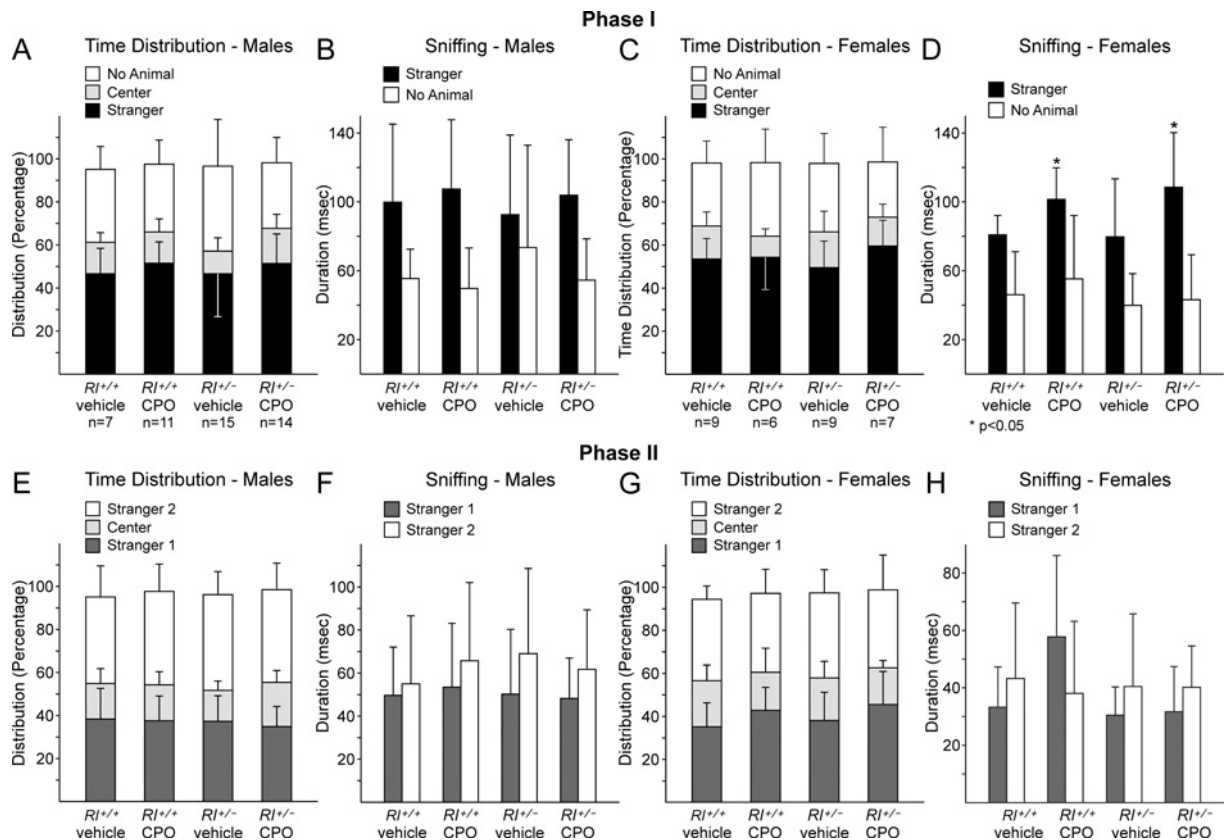 Phase I
A Time Distribution - Males
No Animal
Center
Stranger
Distribution (Percentage)
100
80
60
40
20
RI+/+ RI+/+ RI+/- RI+/-
vehicle CPO vehicle CPO
n=7 n=11 n=15 n=14
B Sniffing - Males
Stranger
No Animal
Duration (msec)
140
100
60
20
RI+/+ RI+/+ RI+/- RI+/-
vehicle CPO vehicle CPO
C Time Distribution - Females
No Animal
Center
Stranger
Time Distribution (Percentage)
100
80
60
40
20
RI+/+ RI+/+ RI+/- RI+/-
vehicle CPO vehicle CPO
n=9 n=6 n=9 n=7
D Sniffing - Females
Stranger
No Animal
Duration (msec)
140
100
60
20
* *
RI+/+ RI+/+ RI+/- RI+/-
vehicle CPO vehicle CPO
* p<0.05
Phase II
E Time Distribution - Males
Stranger 2
Center
Stranger 1
Distribution (Percentage)
100
80
60
40
20
RI+/+ RI+/+ RI+/- RI+/-
vehicle CPO vehicle CPO
F Sniffing - Males
Stranger 1
Stranger 2
Duration (msec)
100
80
60
40
20
RI+/+ RI+/+ RI+/- RI+/-
vehicle CPO vehicle CPO
G Time Distribution - Females
Stranger 2
Center
Stranger 1
Distribution (Percentage)
100
80
60
40
20
RI+/+ RI+/+ RI+/- RI+/-
vehicle CPO vehicle CPO
H Sniffing - Females
Stranger 1
Stranger 2
Duration (msec)
80
60
40
20
RI+/+ RI+/+ RI+/- RI+/-
vehicle CPO vehicle CPO